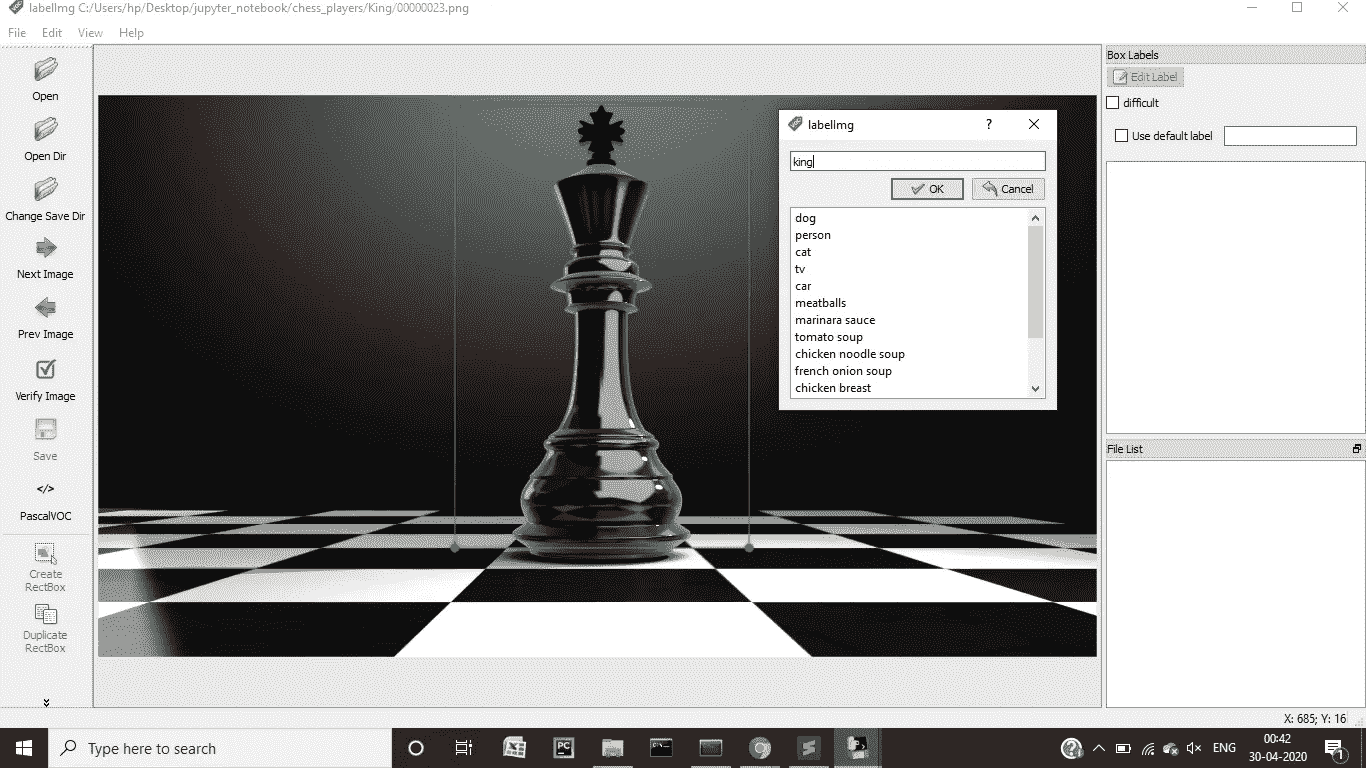 labelImg C:/Users/hp/Desktop/jupyter_notebook/chess_players/King/00000023.png
File Edit View Help
Open
Open Dir
Change Save Dir
Next Image
Prev Image
Verify Image
Save
</>
PascalVOC
Create
RectBox
Duplicate
RectBox
labelImg
?
king
OK Cancel
dog
person
cat
tv
car
meatballs
marinara sauce
tomato soup
chicken noodle soup
french onion soup
chicken breast
Box Labels
Edit Label
difficult
Use default label
File List
X: 685; Y: 16
Type here to search
PC
ENG
00:42
30-04-2020
1